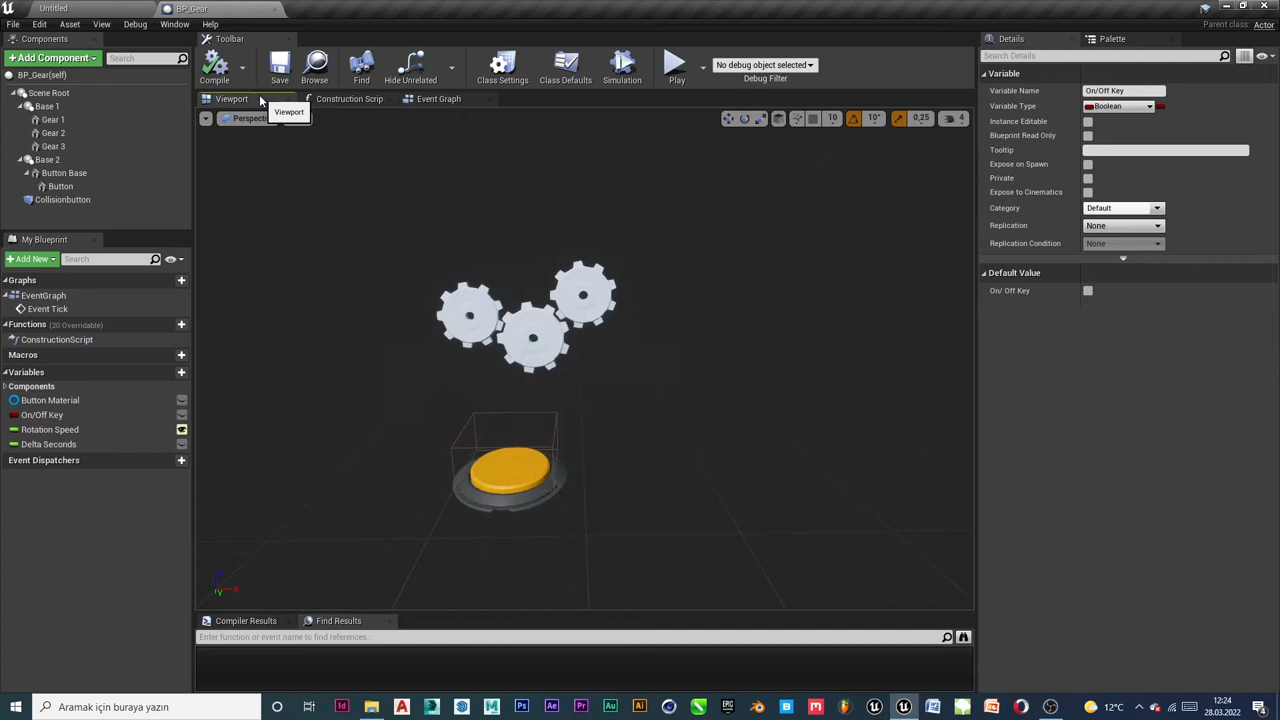 Untitled
BP_Gear
File Edit Asset View Debug Window Help
Parent class: Actor
Components
Toolbar
Details
Palette
+Add Component
Search
Compile
Save
Browse
Find
Hide Unrelated
Class Settings
Class Defaults
Simulation
Play
No debug object selected
Debug Filter
Search Details
BP_Gear(self)
Scene Root
Base 1
Gear 1
Gear 2
Gear 3
Base 2
Button Base
Button
Collisionbutton
Viewport
Construction Scrip
Event Graph
Viewport
Perspecti
10
10°
0,25
4
X
Y
Z
Variable
Variable Name On/Off Key
Variable Type Boolean
Instance Editable
Blueprint Read Only
Tooltip
Expose on Spawn
Private
Expose to Cinematics
Category Default
Replication None
Replication Condition None
Default Value
On/ Off Key
My Blueprint
+Add New
Search
Graphs
EventGraph
Event Tick
Functions (20 Overridable)
ConstructionScript
Macros
Variables
Components
Button Material
On/Off Key
Rotation Speed
Delta Seconds
Event Dispatchers
Compiler Results
Find Results
Enter function or event name to find references...
Aramak için buraya yazın
12°C
12:24
28.03.2022